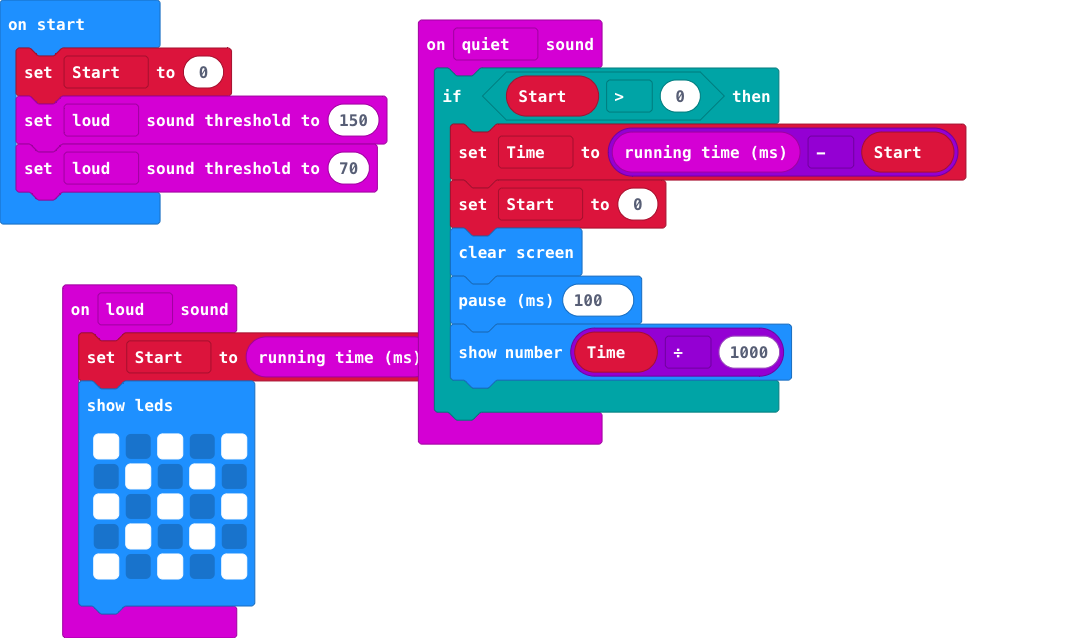 on start
set Start to 0
set loud sound threshold to 150
set loud sound threshold to 70
on loud sound
set Start to running time (ms)
show leds
on quiet sound
if Start > 0 then
set Time to running time (ms) - Start
set Start to 0
clear screen
pause (ms) 100
show number Time ÷ 1000